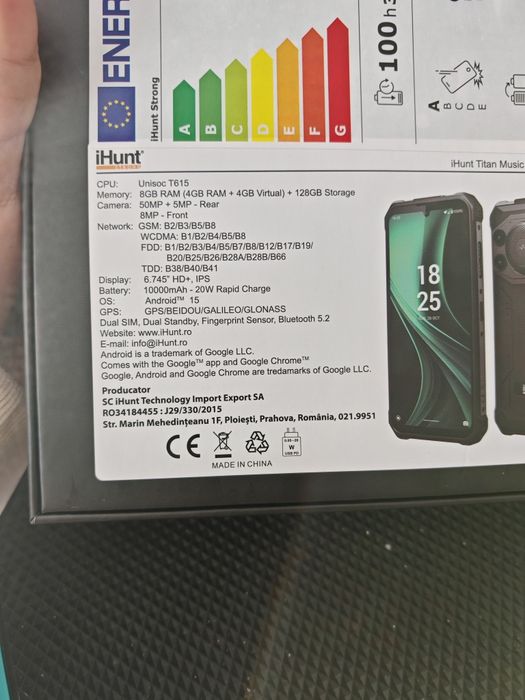 ENER
iHunt Strong
A
B
C
D
E
F
G
100 h
A
B C D E
iHunt
STRONG
iHunt Titan Music
CPU: Unisoc T615
Memory: 8GB RAM (4GB RAM + 4GB Virtual) + 128GB Storage
Camera: 50MP + 5MP - Rear
8MP - Front
Network: GSM: B2/B3/B5/B8
WCDMA: B1/B2/B4/B5/B8
FDD: B1/B2/B3/B4/B5/B7/B8/B12/B17/B19/
B20/B25/B26/B28A/B28B/B66
TDD: B38/B40/B41
Display: 6.745" HD+, IPS
Battery: 10000mAh - 20W Rapid Charge
OS: Android™ 15
GPS: GPS/BEIDOU/GALILEO/GLONASS
Dual SIM, Dual Standby, Fingerprint Sensor, Bluetooth 5.2
Website: www.iHunt.ro
E-mail: info@iHunt.ro
Android is a trademark of Google LLC.
Comes with the Google™ app and Google Chrome™
Google, Android and Google Chrome are tredamarks of Google LLC.
Producator
SC iHunt Technology Import Export SA
RO34184455 : J29/330/2015
Str. Marin Mehedințeanu 1F, Ploiești, Prahova, România, 021.9951
CE
W
USB PD
MADE IN CHINA
18
25